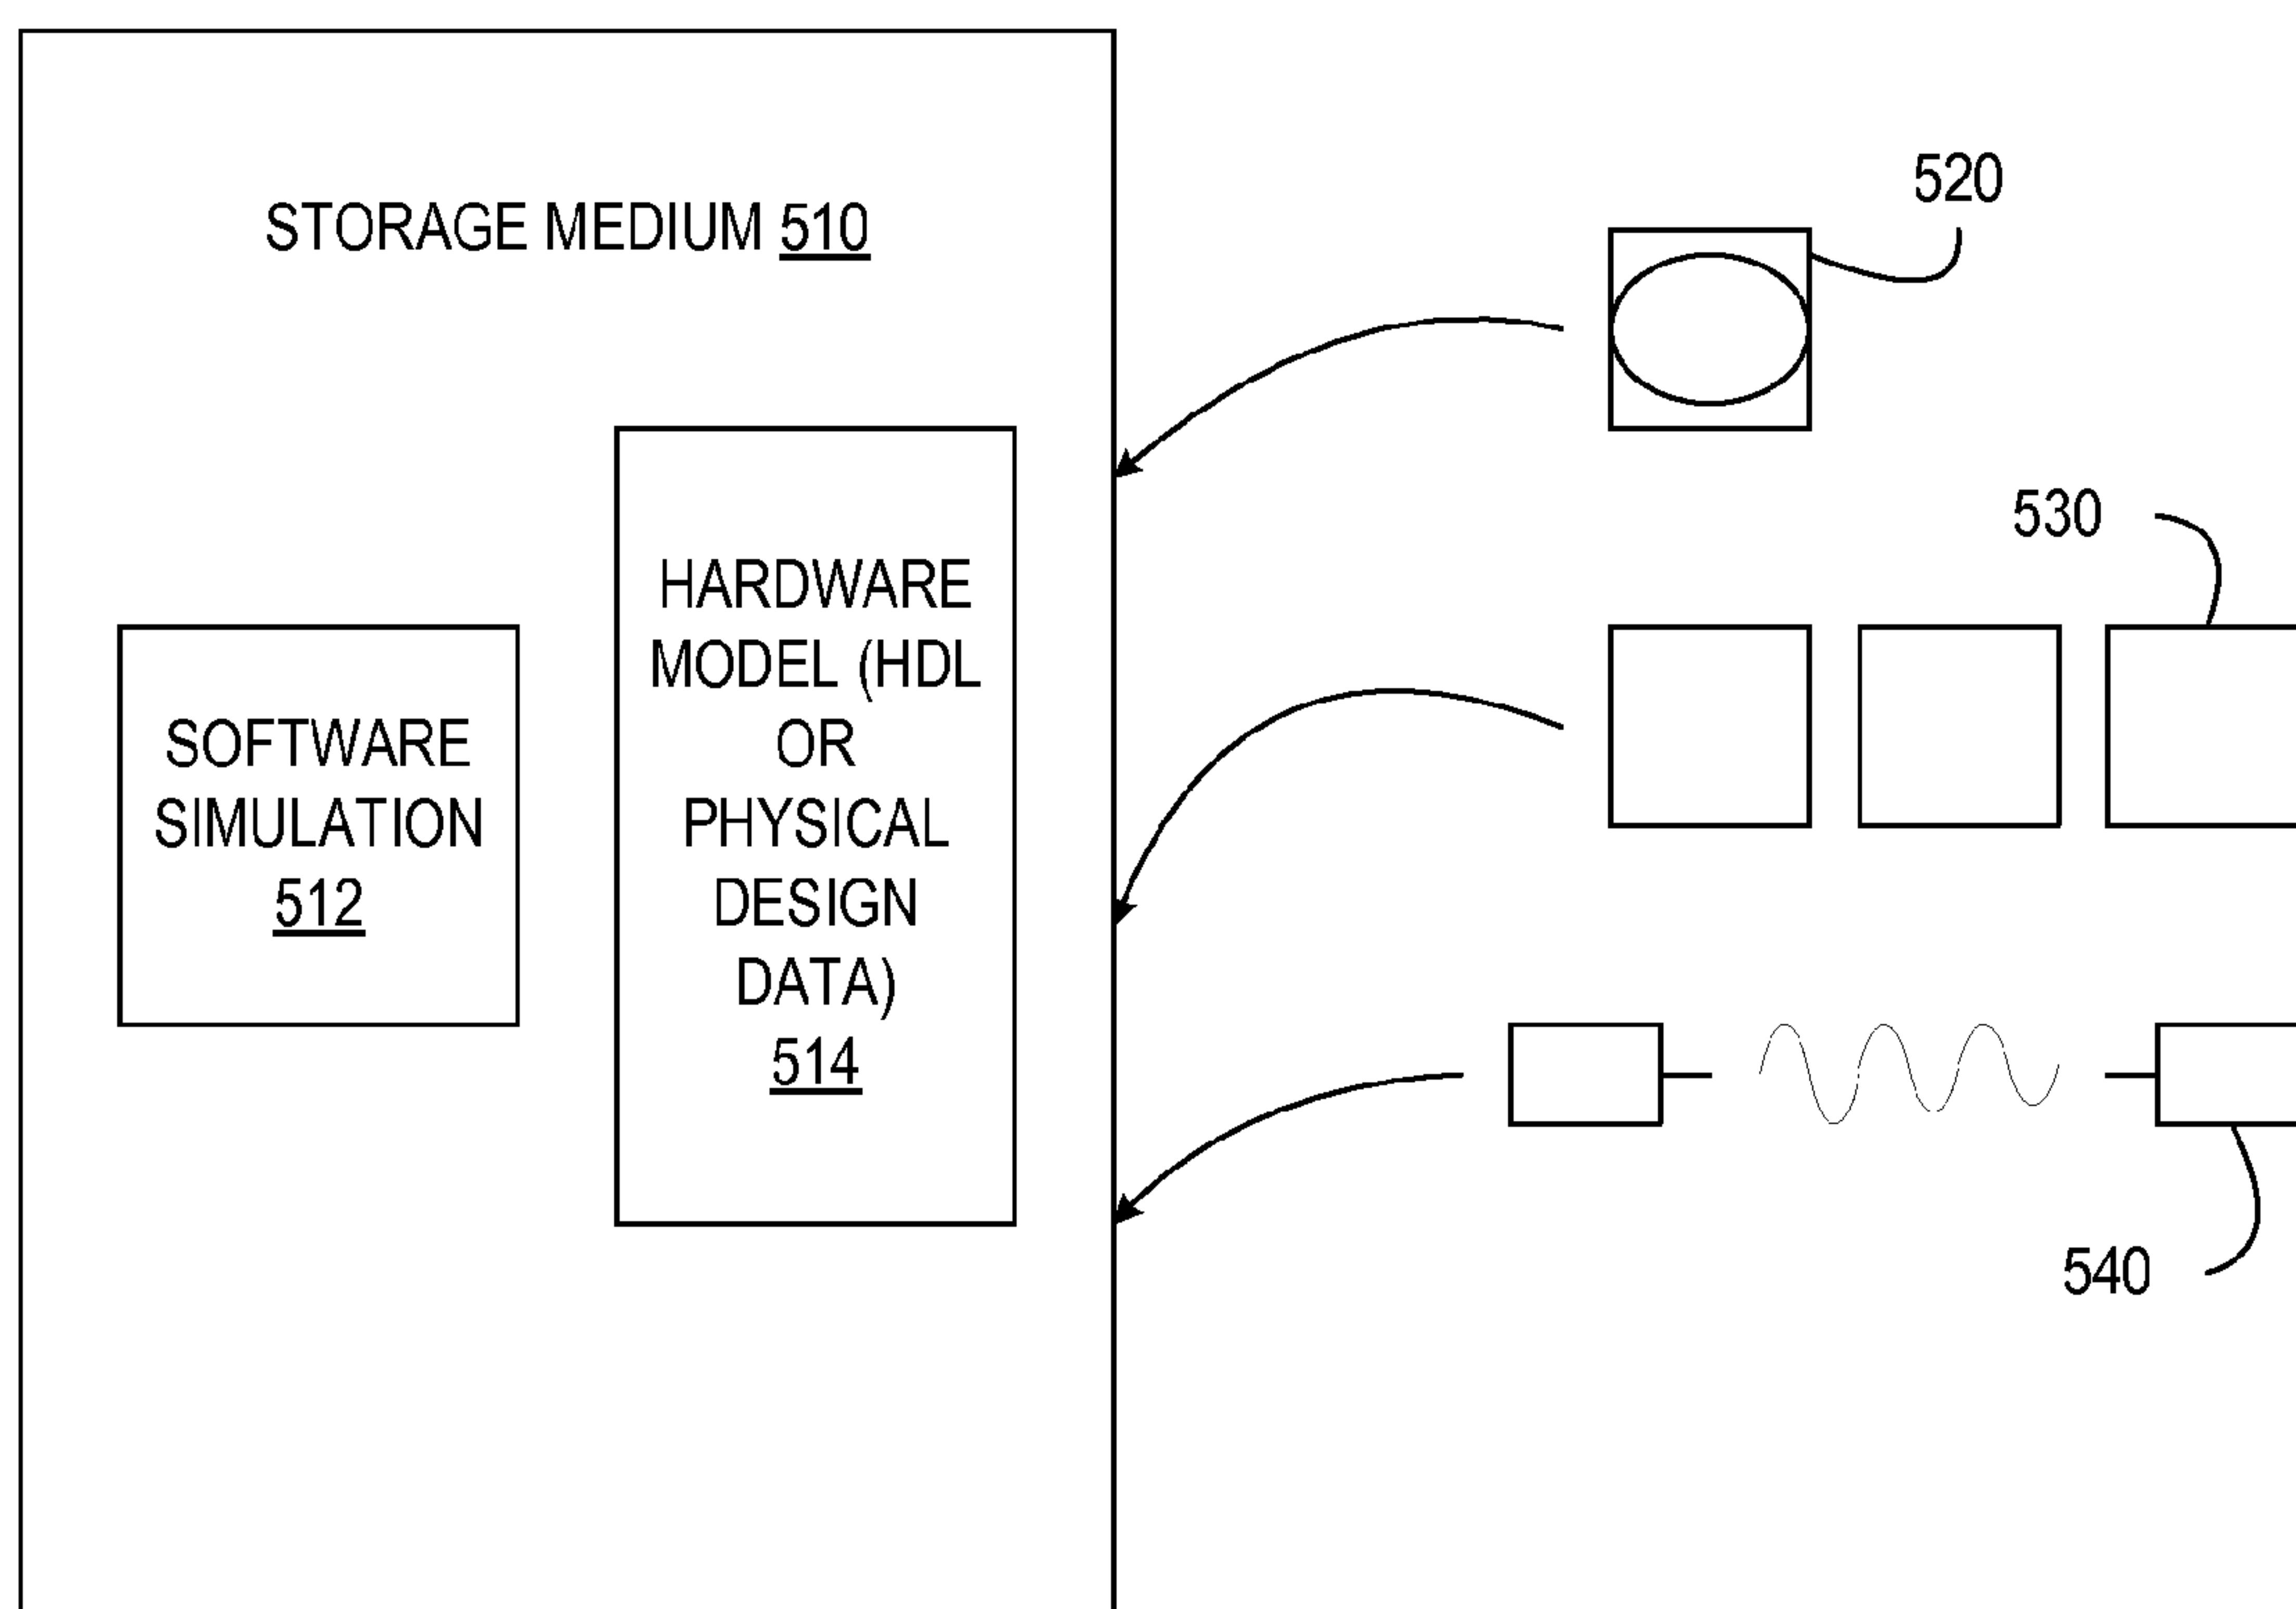 STORAGE MEDIUM 510
SOFTWARE
SIMULATION
512
HARDWARE
MODEL (HDL
OR
PHYSICAL
DESIGN
DATA)
514
520
530
540